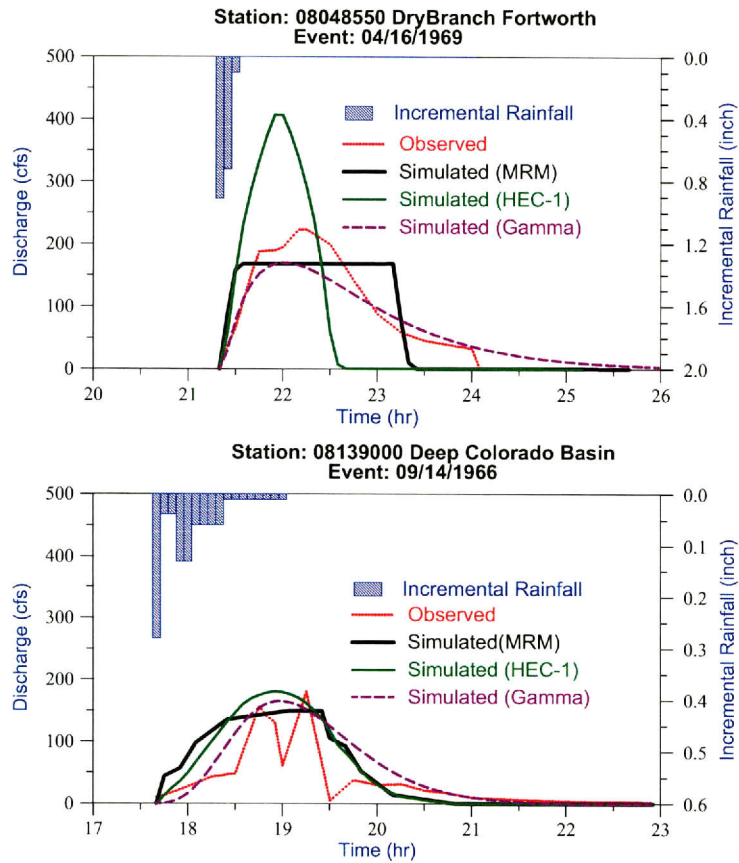 Station: 08048550 DryBranch Fortworth
Event: 04/16/1969
500
400
300
200
100
0
Discharge (cfs)
0.0
0.4
0.8
1.2
1.6
2.0
Incremental Rainfall (inch)
Incremental Rainfall
Observed
Simulated (MRM)
Simulated (HEC-1)
Simulated (Gamma)
20
21
22
23
24
25
26
Time (hr)
Station: 08139000 Deep Colorado Basin
Event: 09/14/1966
500
400
300
200
100
0
Discharge (cfs)
0.0
0.1
0.2
0.3
0.4
0.5
0.6
Incremental Rainfall (inch)
Incremental Rainfall
Observed
Simulated(MRM)
Simulated (HEC-1)
Simulated (Gamma)
17
18
19
20
21
22
23
Time (hr)